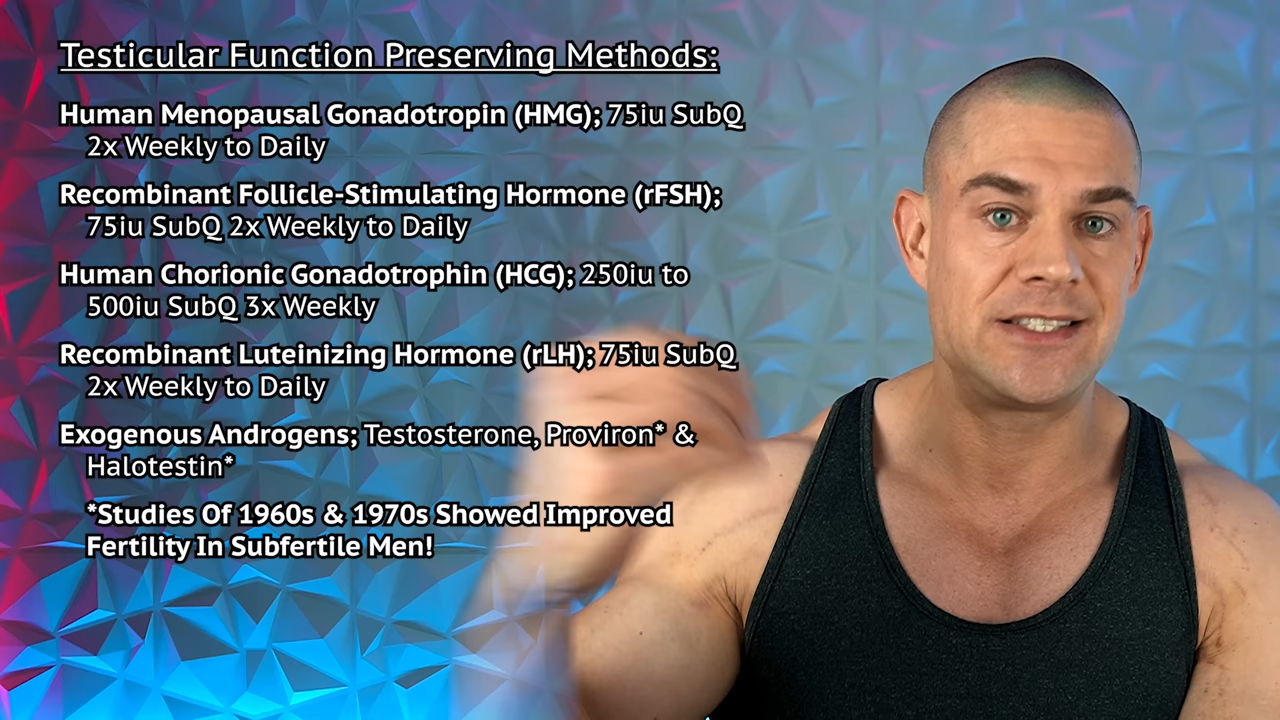 Testicular Function Preserving Methods:
Human Menopausal Gonadotropin (HMG); 75iu SubQ
2x Weekly to Daily
Recombinant Follicle-Stimulating Hormone (rFSH);
75iu SubQ 2x Weekly to Daily
Human Chorionic Gonadotrophin (HCG); 250iu to
500iu SubQ 3x Weekly
Recombinant Luteinizing Hormone (rLH); 75iu SubQ
2x Weekly to Daily
Exogenous Androgens; Testosterone, Proviron* &
Halotestin*
*Studies Of 1960s & 1970s Showed Improved
Fertility In Subfertile Men!